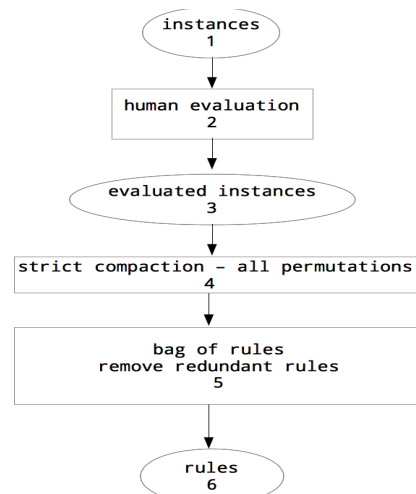 instances
1
human evaluation
2
evaluated instances
3
strict compaction – all permutations
4
bag of rules
remove redundant rules
5
rules
6